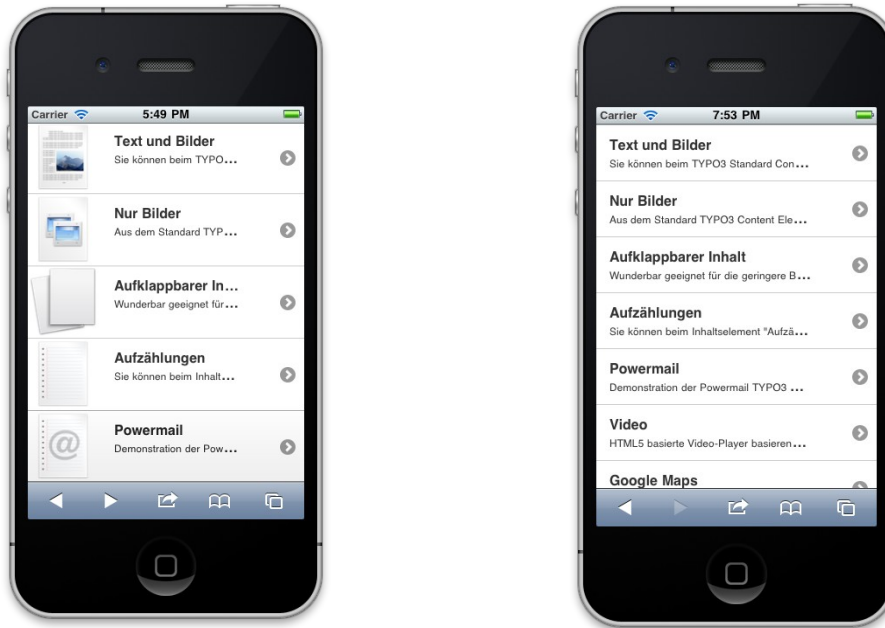 Carrier 5:49 PM
Text und Bilder
Sie können beim TYPO...
Nur Bilder
Aus dem Standard TYP...
Aufklappbarer In...
Wunderbar geeignet für...
Aufzählungen
Sie können beim Inhalt...
@
Powermail
Demonstration der Pow...
Carrier 7:53 PM
Text und Bilder
Sie können beim TYPO3 Standard Con...
Nur Bilder
Aus dem Standard TYPO3 Content Ele...
Aufklappbarer Inhalt
Wunderbar geeignet für die geringere B...
Aufzählungen
Sie können beim Inhaltselement "Aufzä...
Powermail
Demonstration der Powermail TYPO3 ...
Video
HTML5 basierte Video-Player basieren...
Google Maps